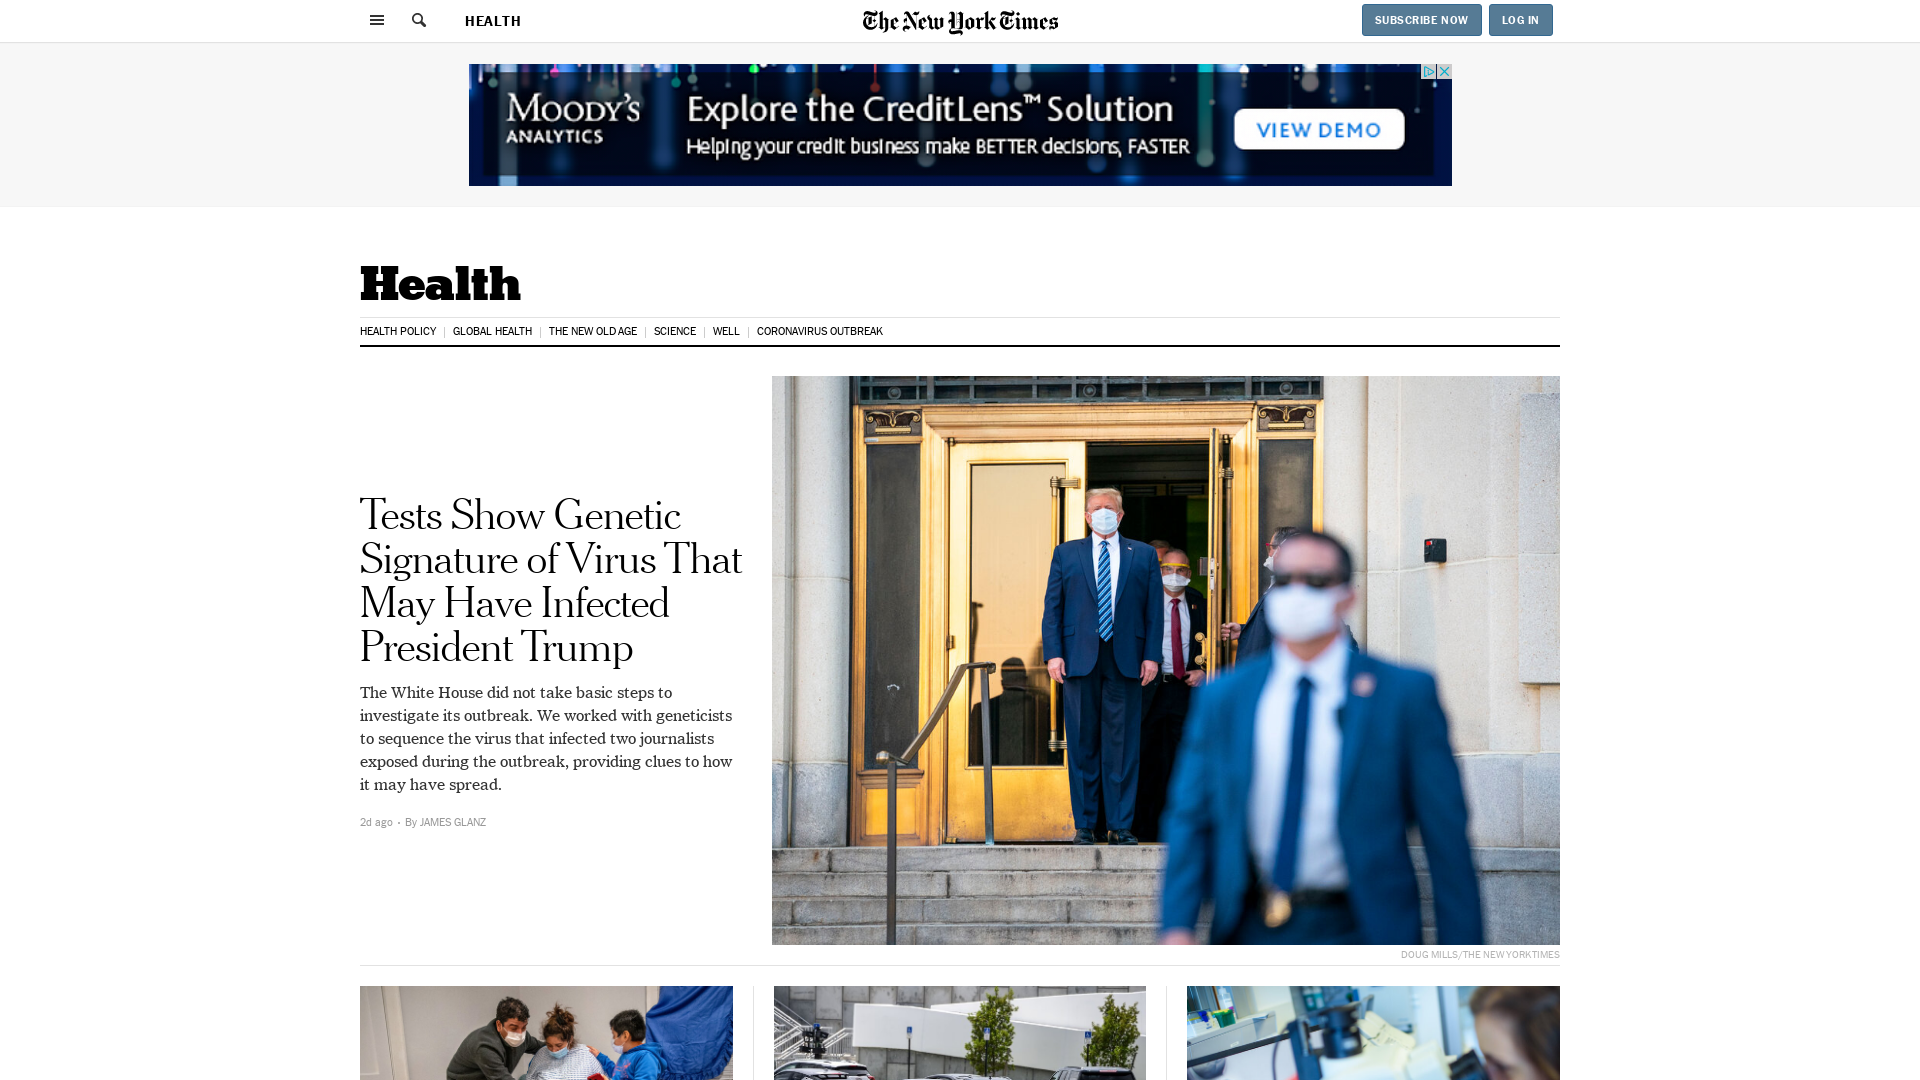 HEALTH
The New York Times
SUBSCRIBE NOW
LOG IN
MOODY'S
ANALYTICS
Explore the CreditLens™ Solution
Helping your credit business make BETTER decisions, FASTER
VIEW DEMO
Health
HEALTH POLICY
GLOBAL HEALTH
THE NEW OLD AGE
SCIENCE
WELL
CORONAVIRUS OUTBREAK
Tests Show Genetic
Signature of Virus That
May Have Infected
President Trump
The White House did not take basic steps to
investigate its outbreak. We worked with geneticists
to sequence the virus that infected two journalists
exposed during the outbreak, providing clues to how
it may have spread.
2d ago · By JAMES GLANZ
DOUG MILLS/THE NEW YORK TIMES